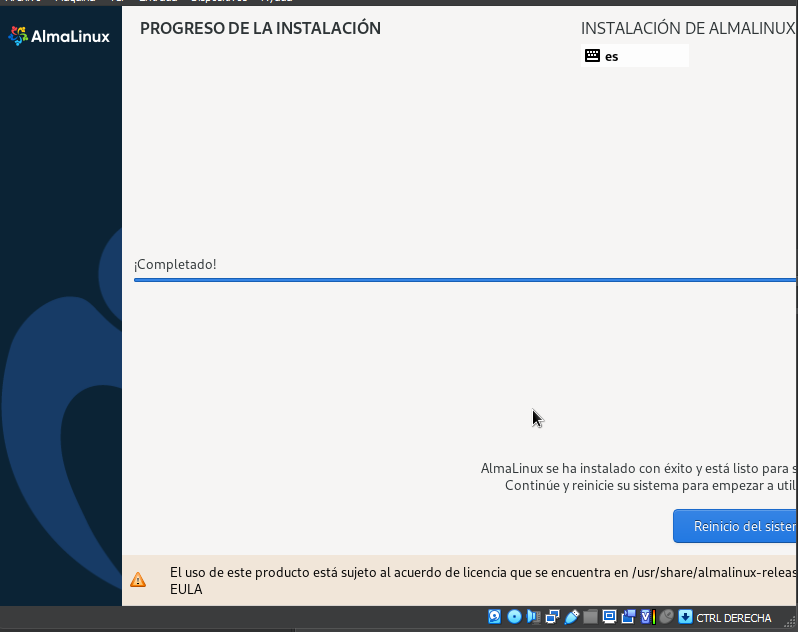 AlmaLinux
PROGRESO DE LA INSTALACIÓN
INSTALACIÓN DE ALMALINUX
es
¡Completado!
AlmaLinux se ha instalado con éxito y está listo para s
Continúe y reinicie su sistema para empezar a util
Reinicio del sister
El uso de este producto está sujeto al acuerdo de licencia que se encuentra en /usr/share/almalinux-releas
EULA
CTRL DERECHA